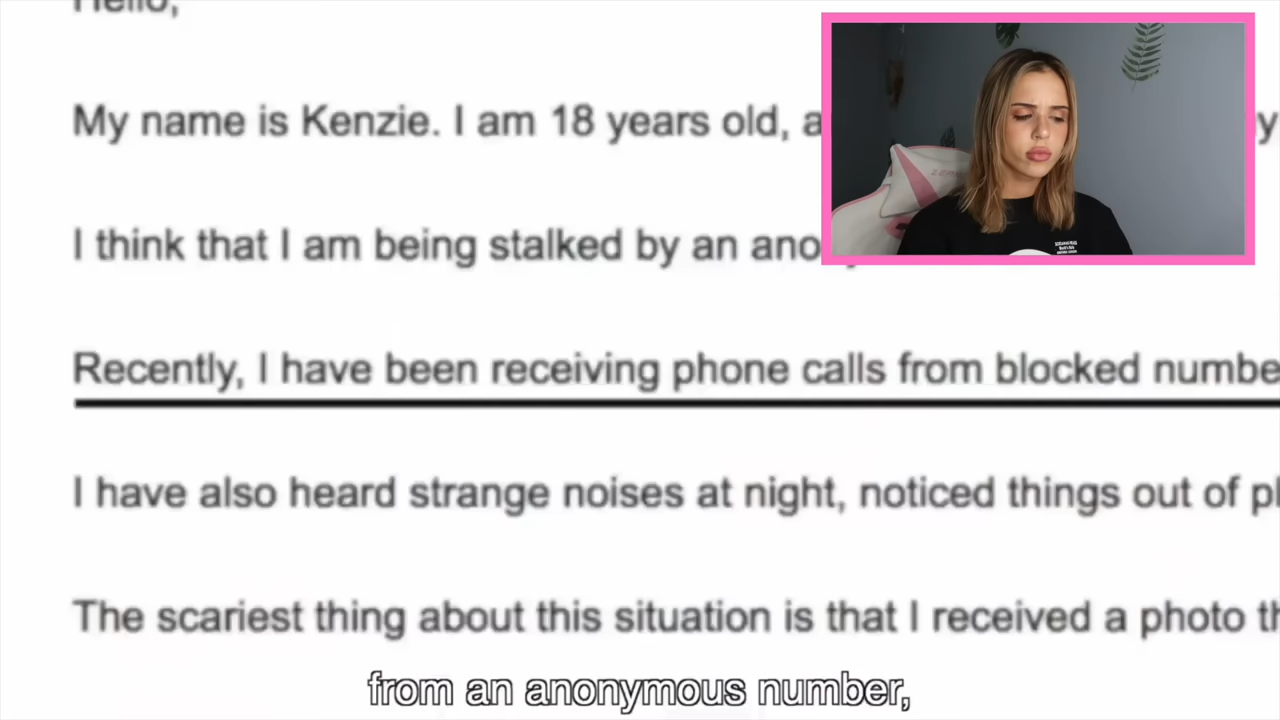 Hello,
My name is Kenzie. I am 18 years old, a
I think that I am being stalked by an ano
Recently, I have been receiving phone calls from blocked numbe
I have also heard strange noises at night, noticed things out of pl
The scariest thing about this situation is that I received a photo th
from an anonymous number,